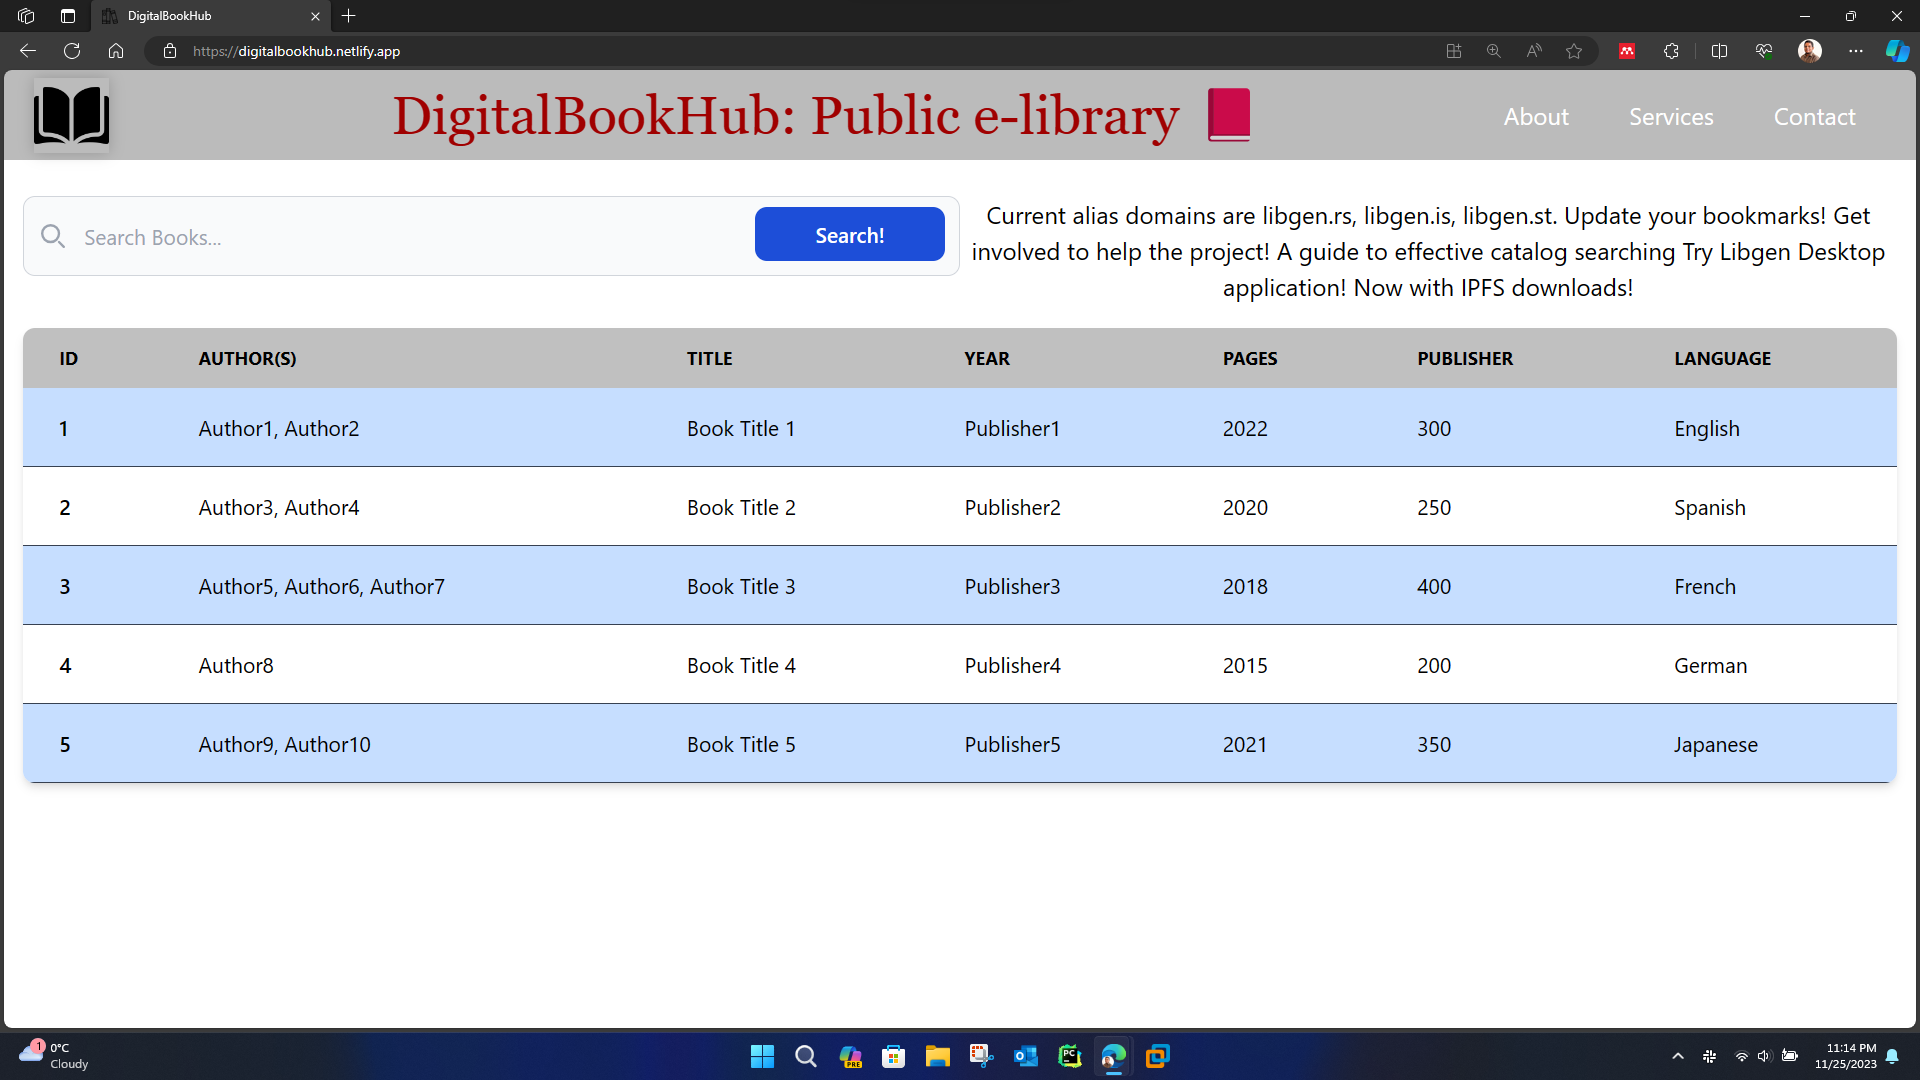 DigitalBookHub
https://digitalbookhub.netlify.app
DigitalBookHub: Public e-library
About Services Contact
Search Books...
Search!
Current alias domains are libgen.rs, libgen.is, libgen.st. Update your bookmarks! Get
involved to help the project! A guide to effective catalog searching Try Libgen Desktop
application! Now with IPFS downloads!
ID AUTHOR(S) TITLE YEAR PAGES PUBLISHER LANGUAGE
1 Author1, Author2 Book Title 1 Publisher1 2022 300 English
2 Author3, Author4 Book Title 2 Publisher2 2020 250 Spanish
3 Author5, Author6, Author7 Book Title 3 Publisher3 2018 400 French
4 Author8 Book Title 4 Publisher4 2015 200 German
5 Author9, Author10 Book Title 5 Publisher5 2021 350 Japanese
1
0°C
Cloudy
PRE
PC
11:14 PM
11/25/2023